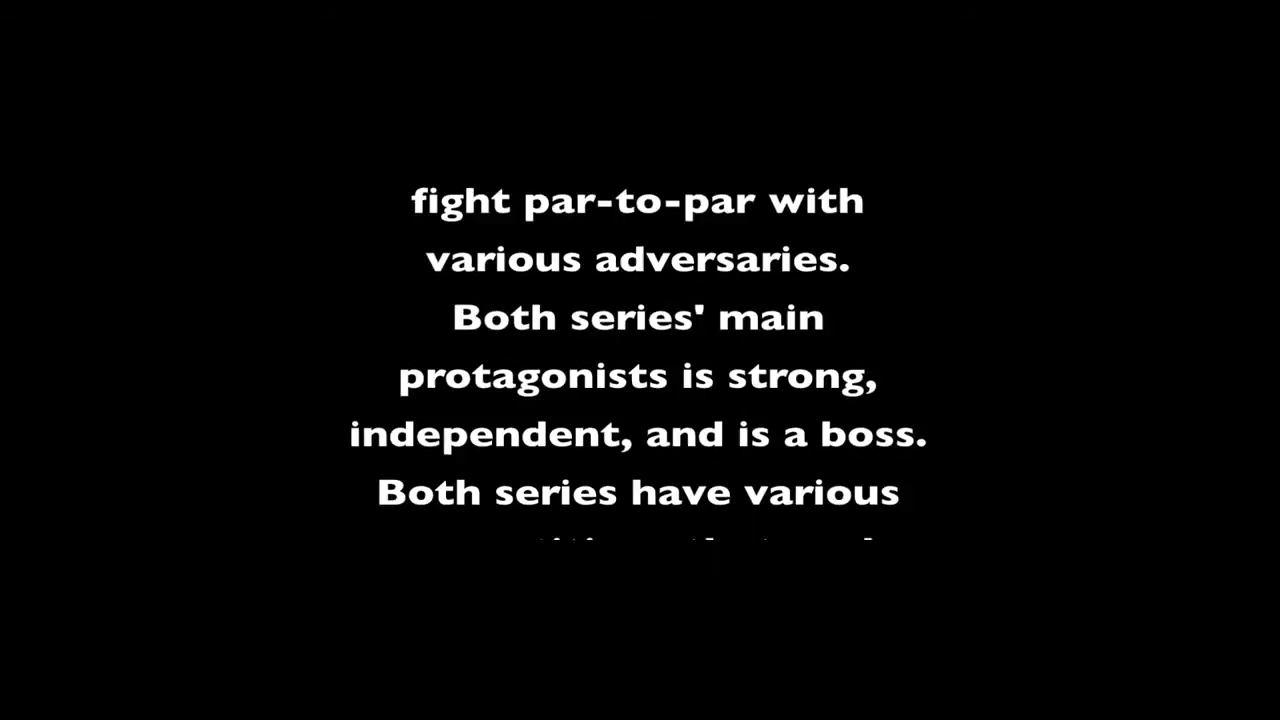 fight par-to-par with
various adversaries.
Both series' main
protagonists is strong,
independent, and is a boss.
Both series have various